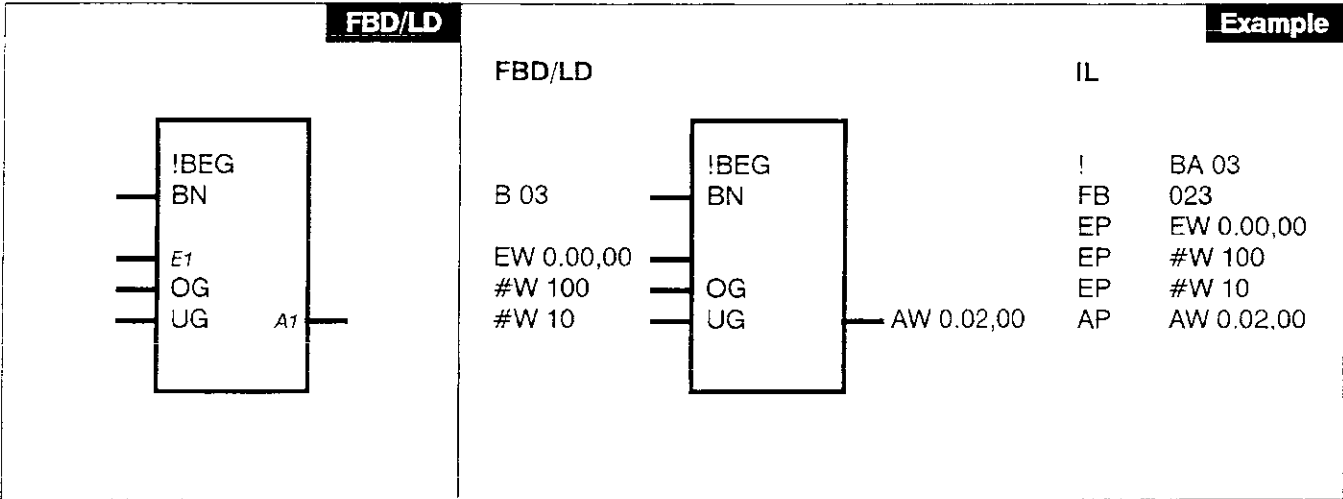 FBD/LD
!BEG
BN
E1
OG
UG A1
Example
FBD/LD
IL
!BEG
B 03 BN
EW 0.00,00
#W 100 OG
#W 10 UG AW 0.02,00
! BA 03
FB 023
EP EW 0.00,00
EP #W 100
EP #W 10
AP AW 0.02,00